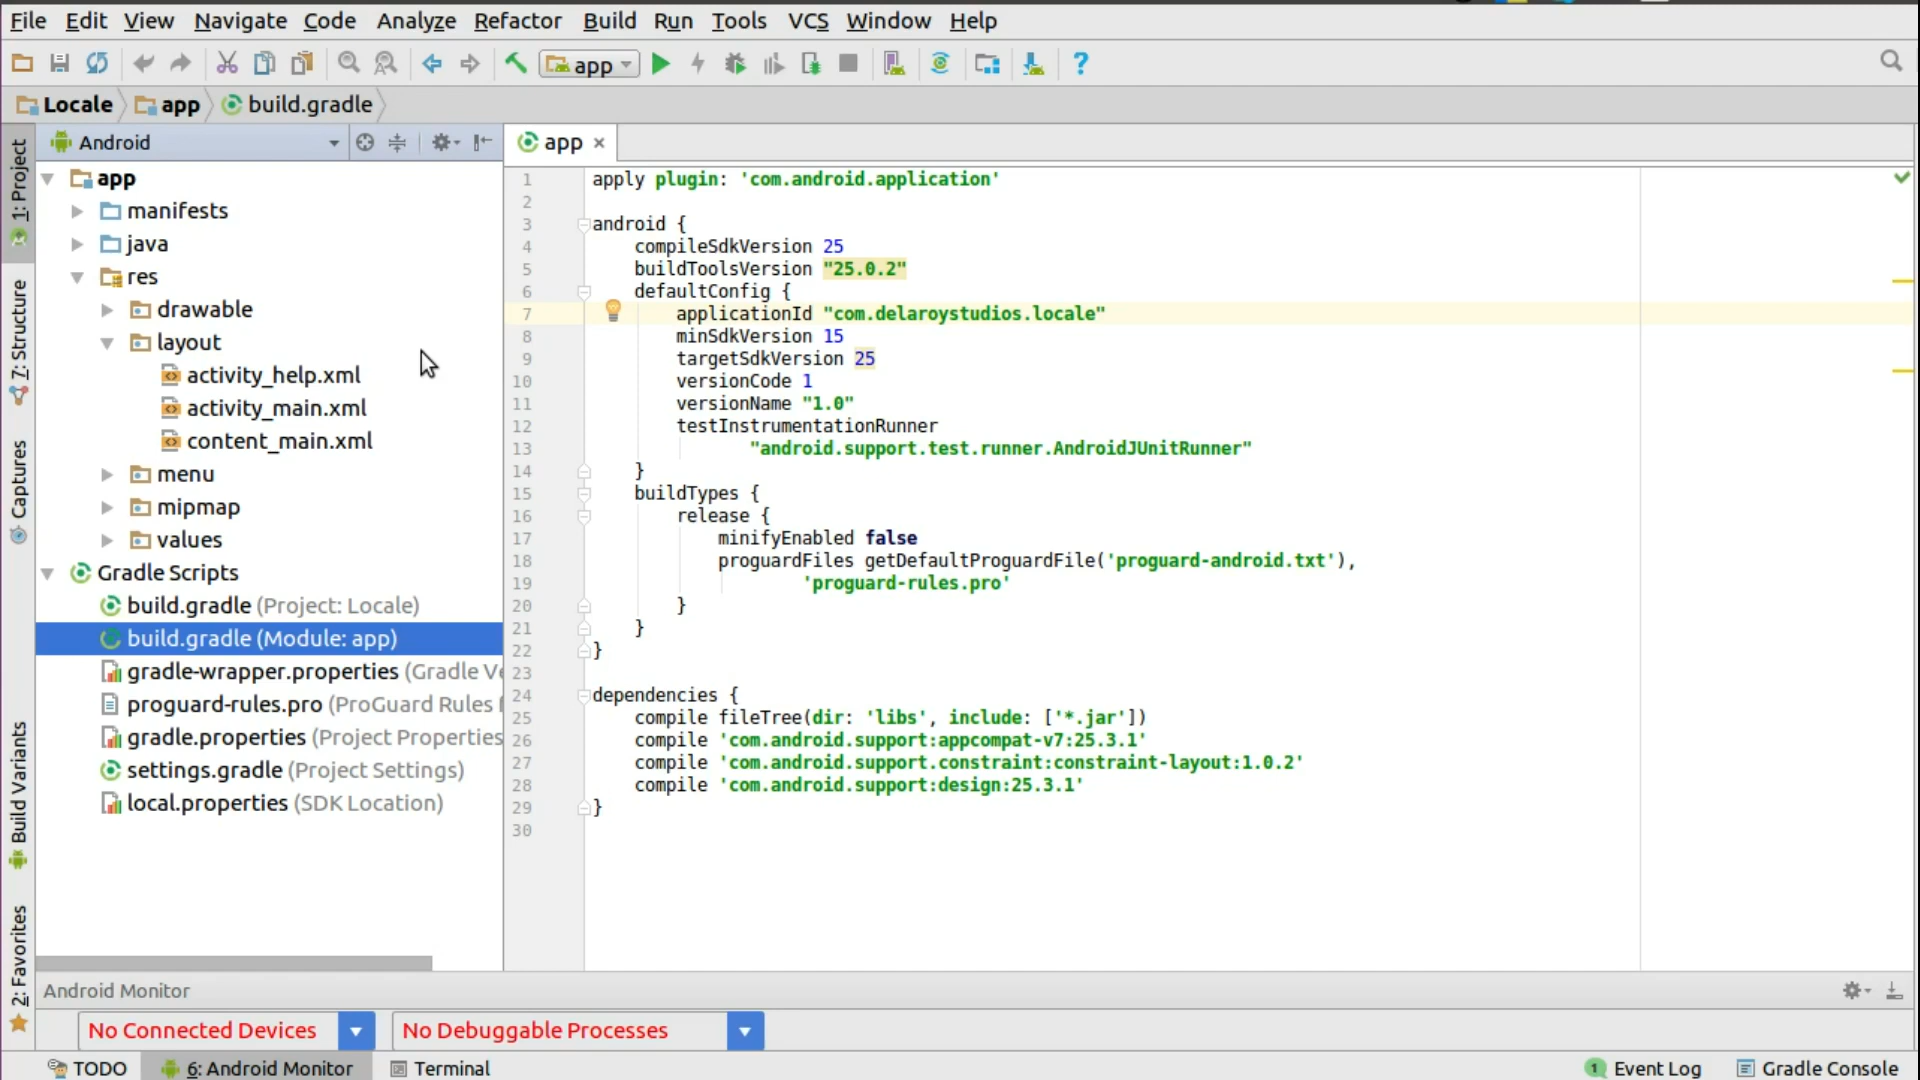 File Edit View Navigate Code Analyze Refactor Build Run Tools VCS Window Help
app
Locale app build.gradle
Android
app
1: Project
7: Structure
Captures
Build Variants
2: Favorites
app
manifests
java
res
drawable
layout
activity_help.xml
activity_main.xml
content_main.xml
menu
mipmap
values
Gradle Scripts
build.gradle (Project: Locale)
build.gradle (Module: app)
gradle-wrapper.properties (Gradle Ve
proguard-rules.pro (ProGuard Rules
gradle.properties (Project Properties
settings.gradle (Project Settings)
local.properties (SDK Location)
1 apply plugin: 'com.android.application'
2
3 android {
4 compileSdkVersion 25
5 buildToolsVersion "25.0.2"
6 defaultConfig {
7 applicationId "com.delaroystudios.locale"
8 minSdkVersion 15
9 targetSdkVersion 25
10 versionCode 1
11 versionName "1.0"
12 testInstrumentationRunner
13 "android.support.test.runner.AndroidJUnitRunner"
14 }
15 buildTypes {
16 release {
17 minifyEnabled false
18 proguardFiles getDefaultProguardFile('proguard-android.txt'),
19 'proguard-rules.pro'
20 }
21 }
22 }
23
24 dependencies {
25 compile fileTree(dir: 'libs', include: ['*.jar'])
26 compile 'com.android.support:appcompat-v7:25.3.1'
27 compile 'com.android.support.constraint:constraint-layout:1.0.2'
28 compile 'com.android.support:design:25.3.1'
29 }
30
Android Monitor
No Connected Devices No Debuggable Processes
TODO 6: Android Monitor Terminal 1 Event Log Gradle Console